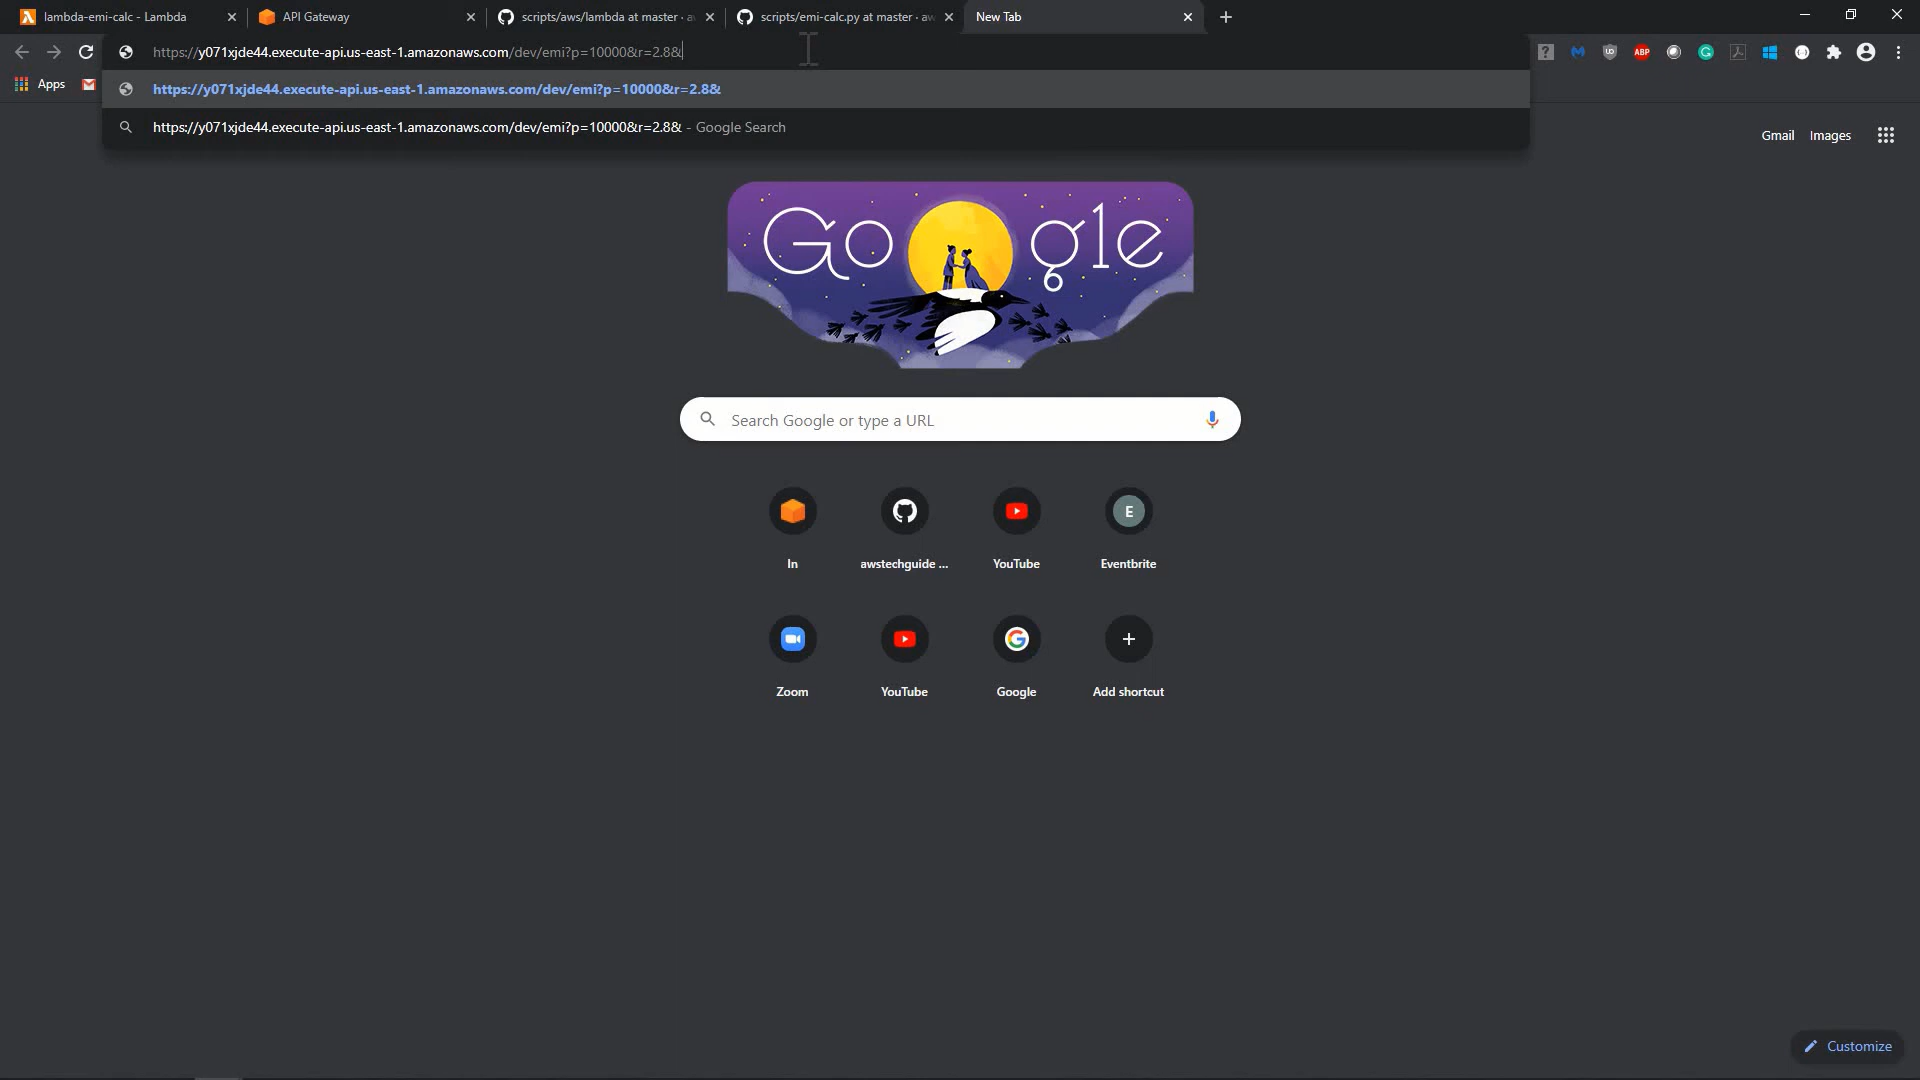 lambda-emi-calc - Lambda
API Gateway
scripts/aws/lambda at master · a
scripts/emi-calc.py at master · aw
New Tab
https://y071xjde44.execute-api.us-east-1.amazonaws.com/dev/emi?p=10000&r=2.8&
ABP
Apps
https://y071xjde44.execute-api.us-east-1.amazonaws.com/dev/emi?p=10000&r=2.8&
https://y071xjde44.execute-api.us-east-1.amazonaws.com/dev/emi?p=10000&r=2.8& - Google Search
Gmail Images
Google
Search Google or type a URL
E
In
awstechguide ...
YouTube
Eventbrite
Zoom
YouTube
Google
Add shortcut
Customize